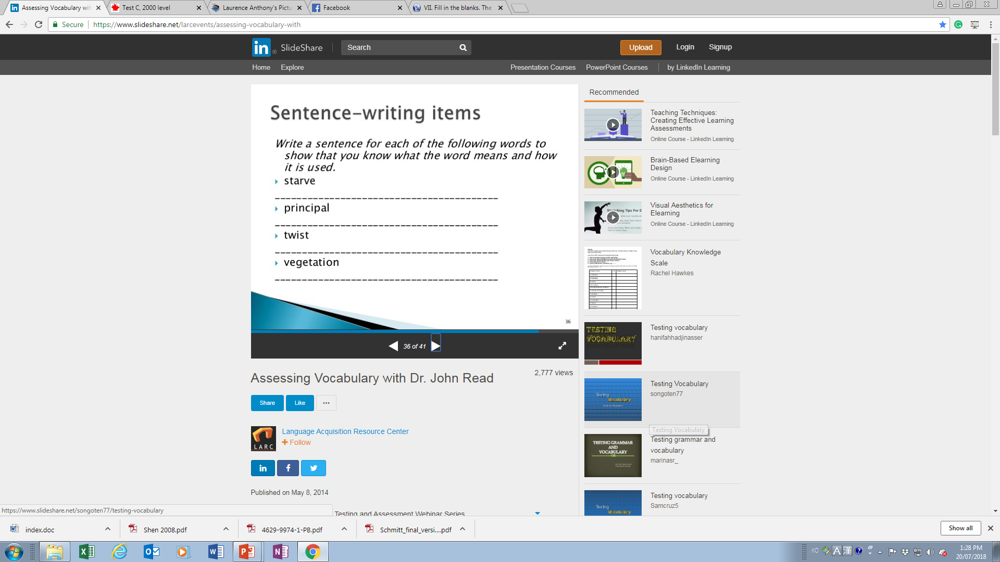 Assessing Vocabulary wit
Test C, 2000 level
Laurence Anthony's Pictu
Facebook
VII. Fill in the blanks. The
Secure
https://www.slideshare.net/larcevents/assessing-vocabulary-with
in SlideShare
Search
Upload
Login
Signup
Home
Explore
Presentation Courses
PowerPoint Courses
by LinkedIn Learning
Sentence-writing items
Write a sentence for each of the following words to
show that you know what the word means and how
it is used.
starve
principal
twist
vegetation
36
36 of 41
Assessing Vocabulary with Dr. John Read
2,777 views
Share
Like
...
LARC
Language Acquisition Resource Center
+ Follow
in
f
Published on May 8, 2014
Testing and Assessment Webinar Series
Recommended
Teaching Techniques:
Creating Effective Learning
Assessments
Online Course - LinkedIn Learning
Brain-Based Elearning
Design
Online Course - LinkedIn Learning
Stretching Tips For D
Visual Aesthetics for
Elearning
Online Course - LinkedIn Learning
Vocabulary Knowledge
Scale
Rachel Hawkes
TESTING
VOCABULARY
Testing vocabulary
hanifahhadjinasser
Testing
Vocabulary
Testing Vocabulary
songoten77
Testing Vocabulary
TESTING GRAMMAR
AND
VOCABULARY
Testing grammar and
vocabulary
marinasr_
Testing
Vocabulary
Testing vocabulary
Samcruz5
https://www.slideshare.net/songoten77/testing-vocabulary
index.doc
Shen 2008.pdf
4629-9974-1-PB.pdf
Schmitt_final_versi....pdf
Show all
KO
A
漢
1:28 PM
20/07/2018